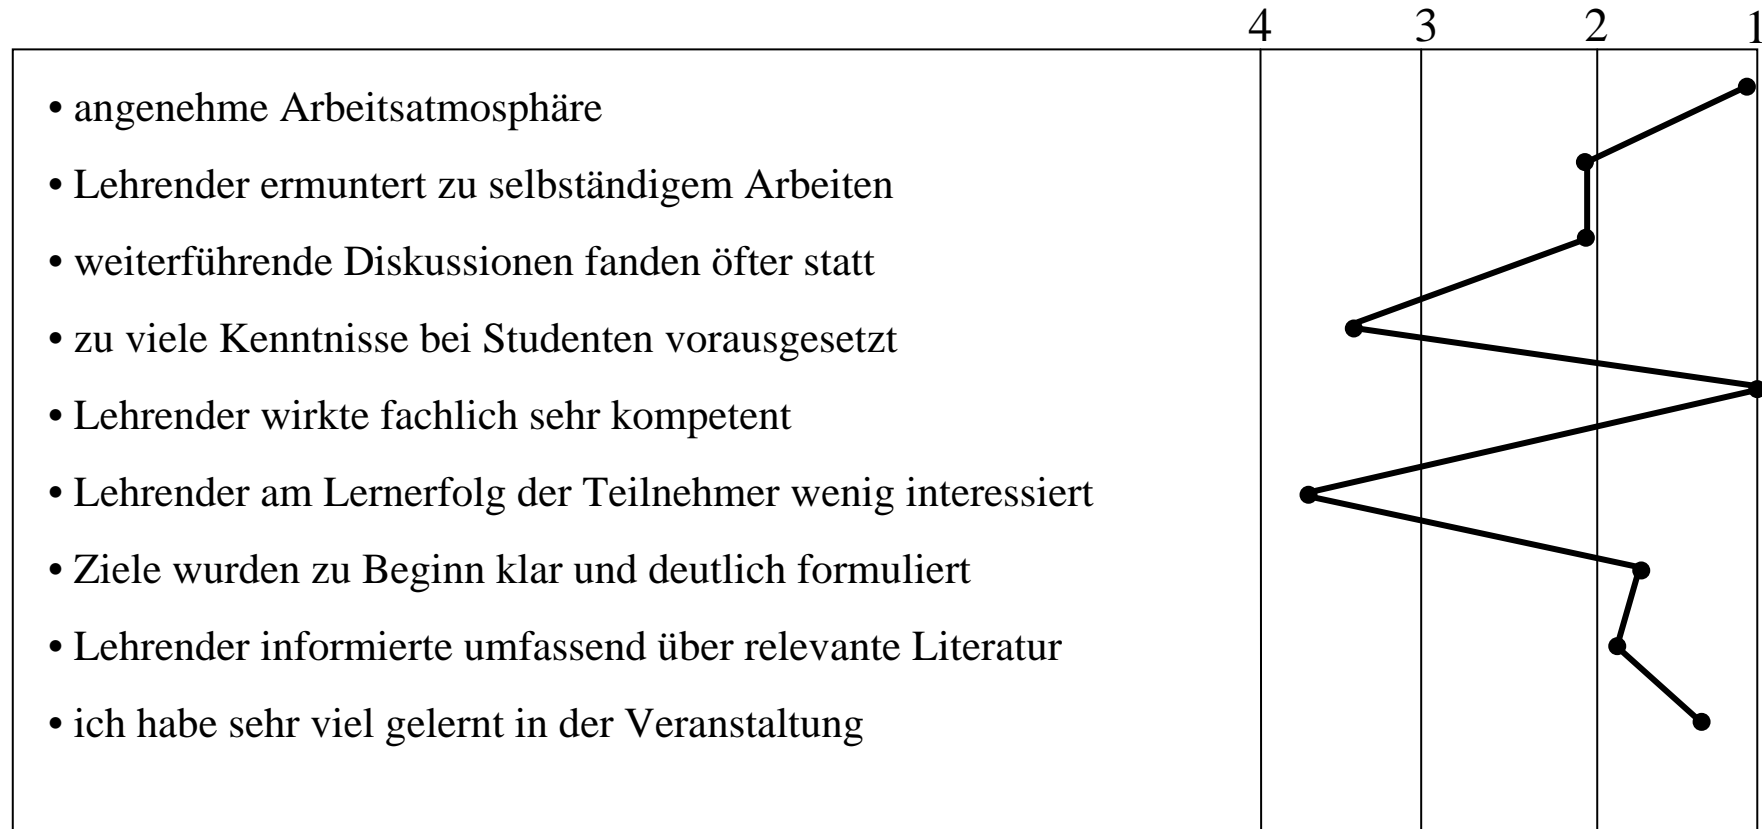 4 3 2 1
• angenehme Arbeitsatmosphäre
• Lehrender ermuntert zu selbständigem Arbeiten
• weiterführende Diskussionen fanden öfter statt
• zu viele Kenntnisse bei Studenten vorausgesetzt
• Lehrender wirkte fachlich sehr kompetent
• Lehrender am Lernerfolg der Teilnehmer wenig interessiert
• Ziele wurden zu Beginn klar und deutlich formuliert
• Lehrender informierte umfassend über relevante Literatur
• ich habe sehr viel gelernt in der Veranstaltung